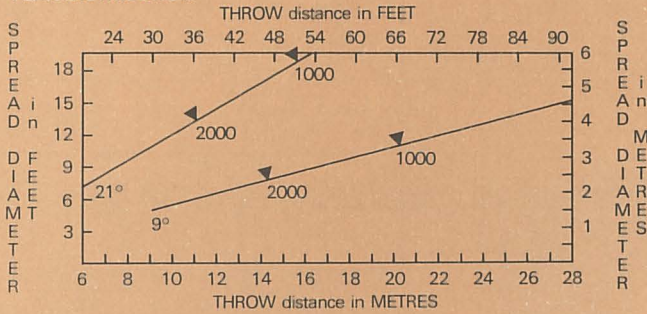 THROW distance in FEET
24 30 36 42 48 54 60 66 72 78 84 90
SPREAD DIAMETER
in FEET
18
15
12
9
6
3
1000
2000
21°
1000
2000
9°
6
5
4
3
2
1
SPREAD DIAMETER
in METRES
6 8 10 12 14 16 18 20 22 24 26 28
THROW distance in METRES